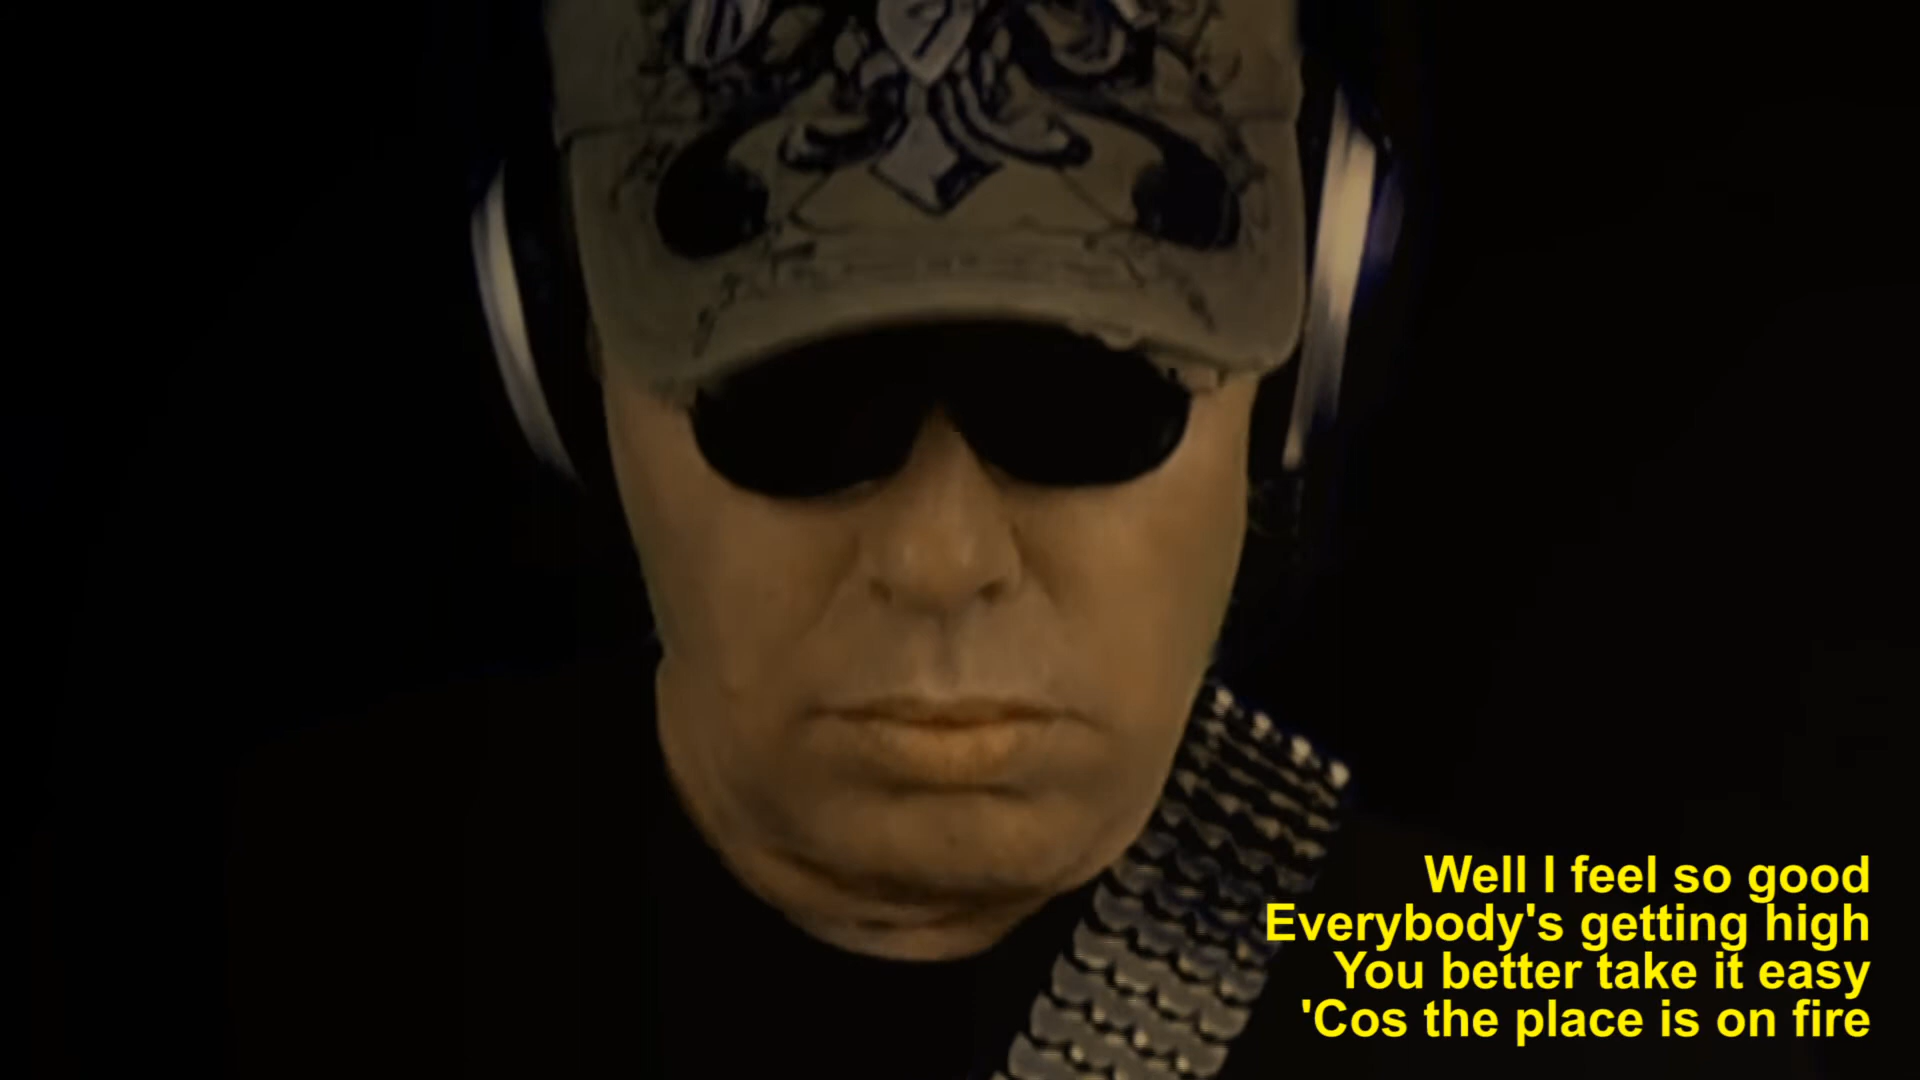 Well I feel so good
Everybody's getting high
You better take it easy
'Cos the place is on fire